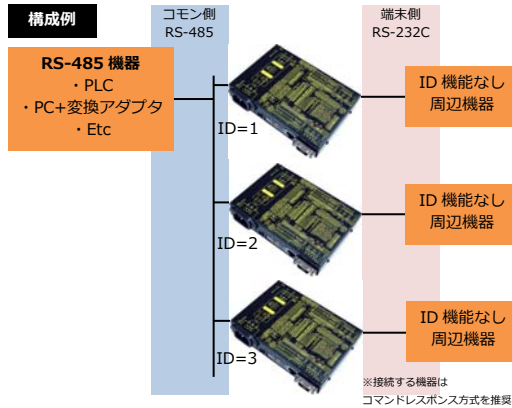 構成例
コモン側
RS-485
端末側
RS-232C
RS-485 機器
・PLC
・PC+変換アダプタ
・Etc
ID=1
ID 機能なし
周辺機器
ID=2
ID 機能なし
周辺機器
ID=3
ID 機能なし
周辺機器
※接続する機器は
コマンドレスポンス方式を推奨